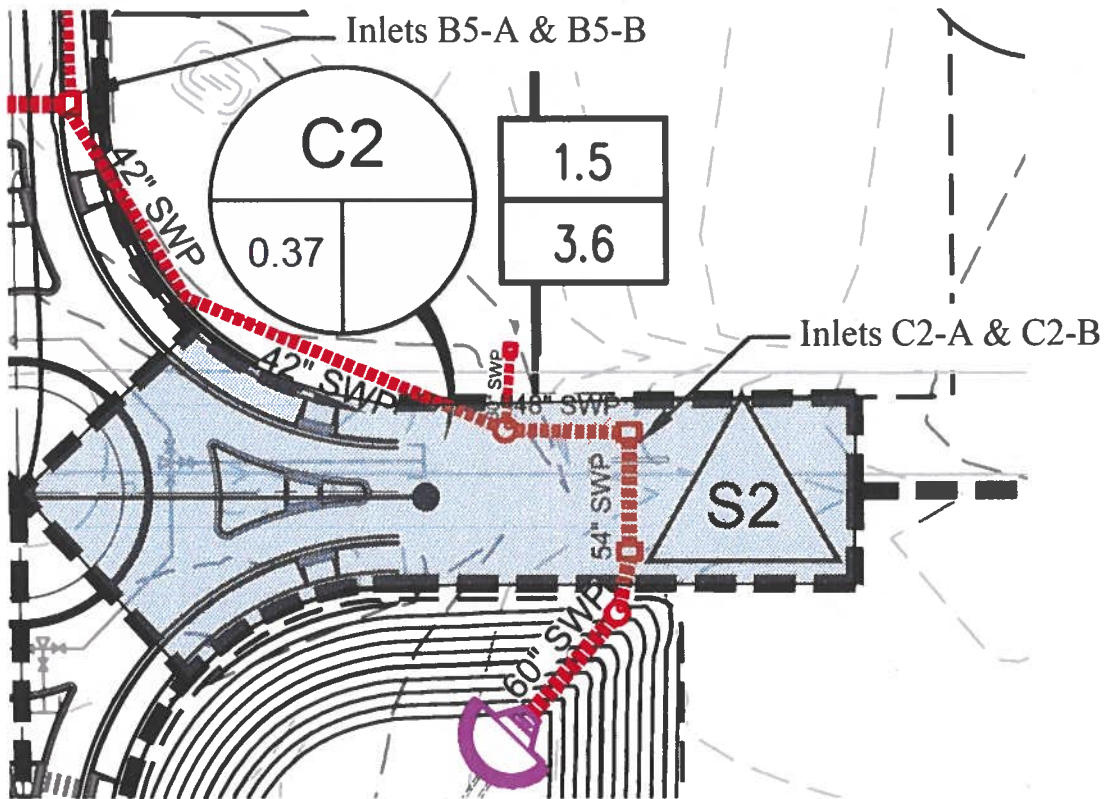 Inlets B5-A & B5-B
C2
0.37
1.5
3.6
42" SWP
Inlets C2-A & C2-B
42" SWP
SWP
48" SWP
54" SWP
S2
60" SWP